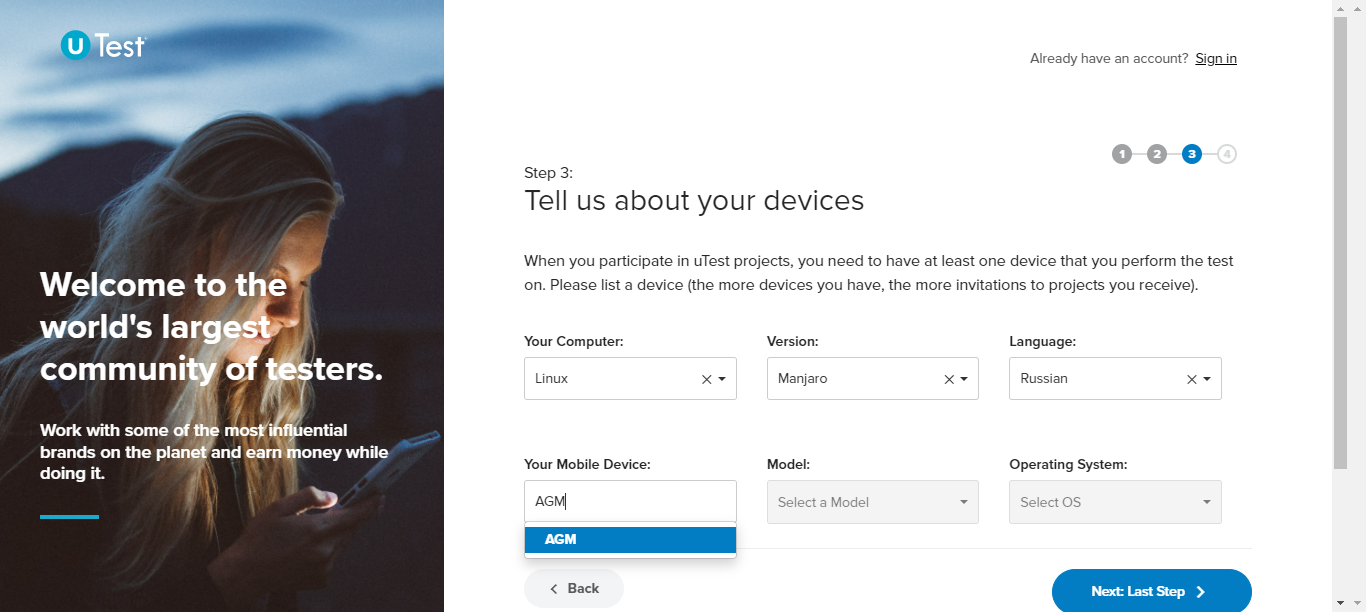 U Test
Already have an account? Sign in
1 2 3 4
Step 3:
Tell us about your devices
When you participate in uTest projects, you need to have at least one device that you perform the test
on. Please list a device (the more devices you have, the more invitations to projects you receive).
Welcome to the
world's largest
community of testers.
Work with some of the most influential
brands on the planet and earn money while
doing it.
Your Computer: Version: Language:
Linux Manjaro Russian
Your Mobile Device: Model: Operating System:
AGM Select a Model Select OS
AGM
Back Next: Last Step